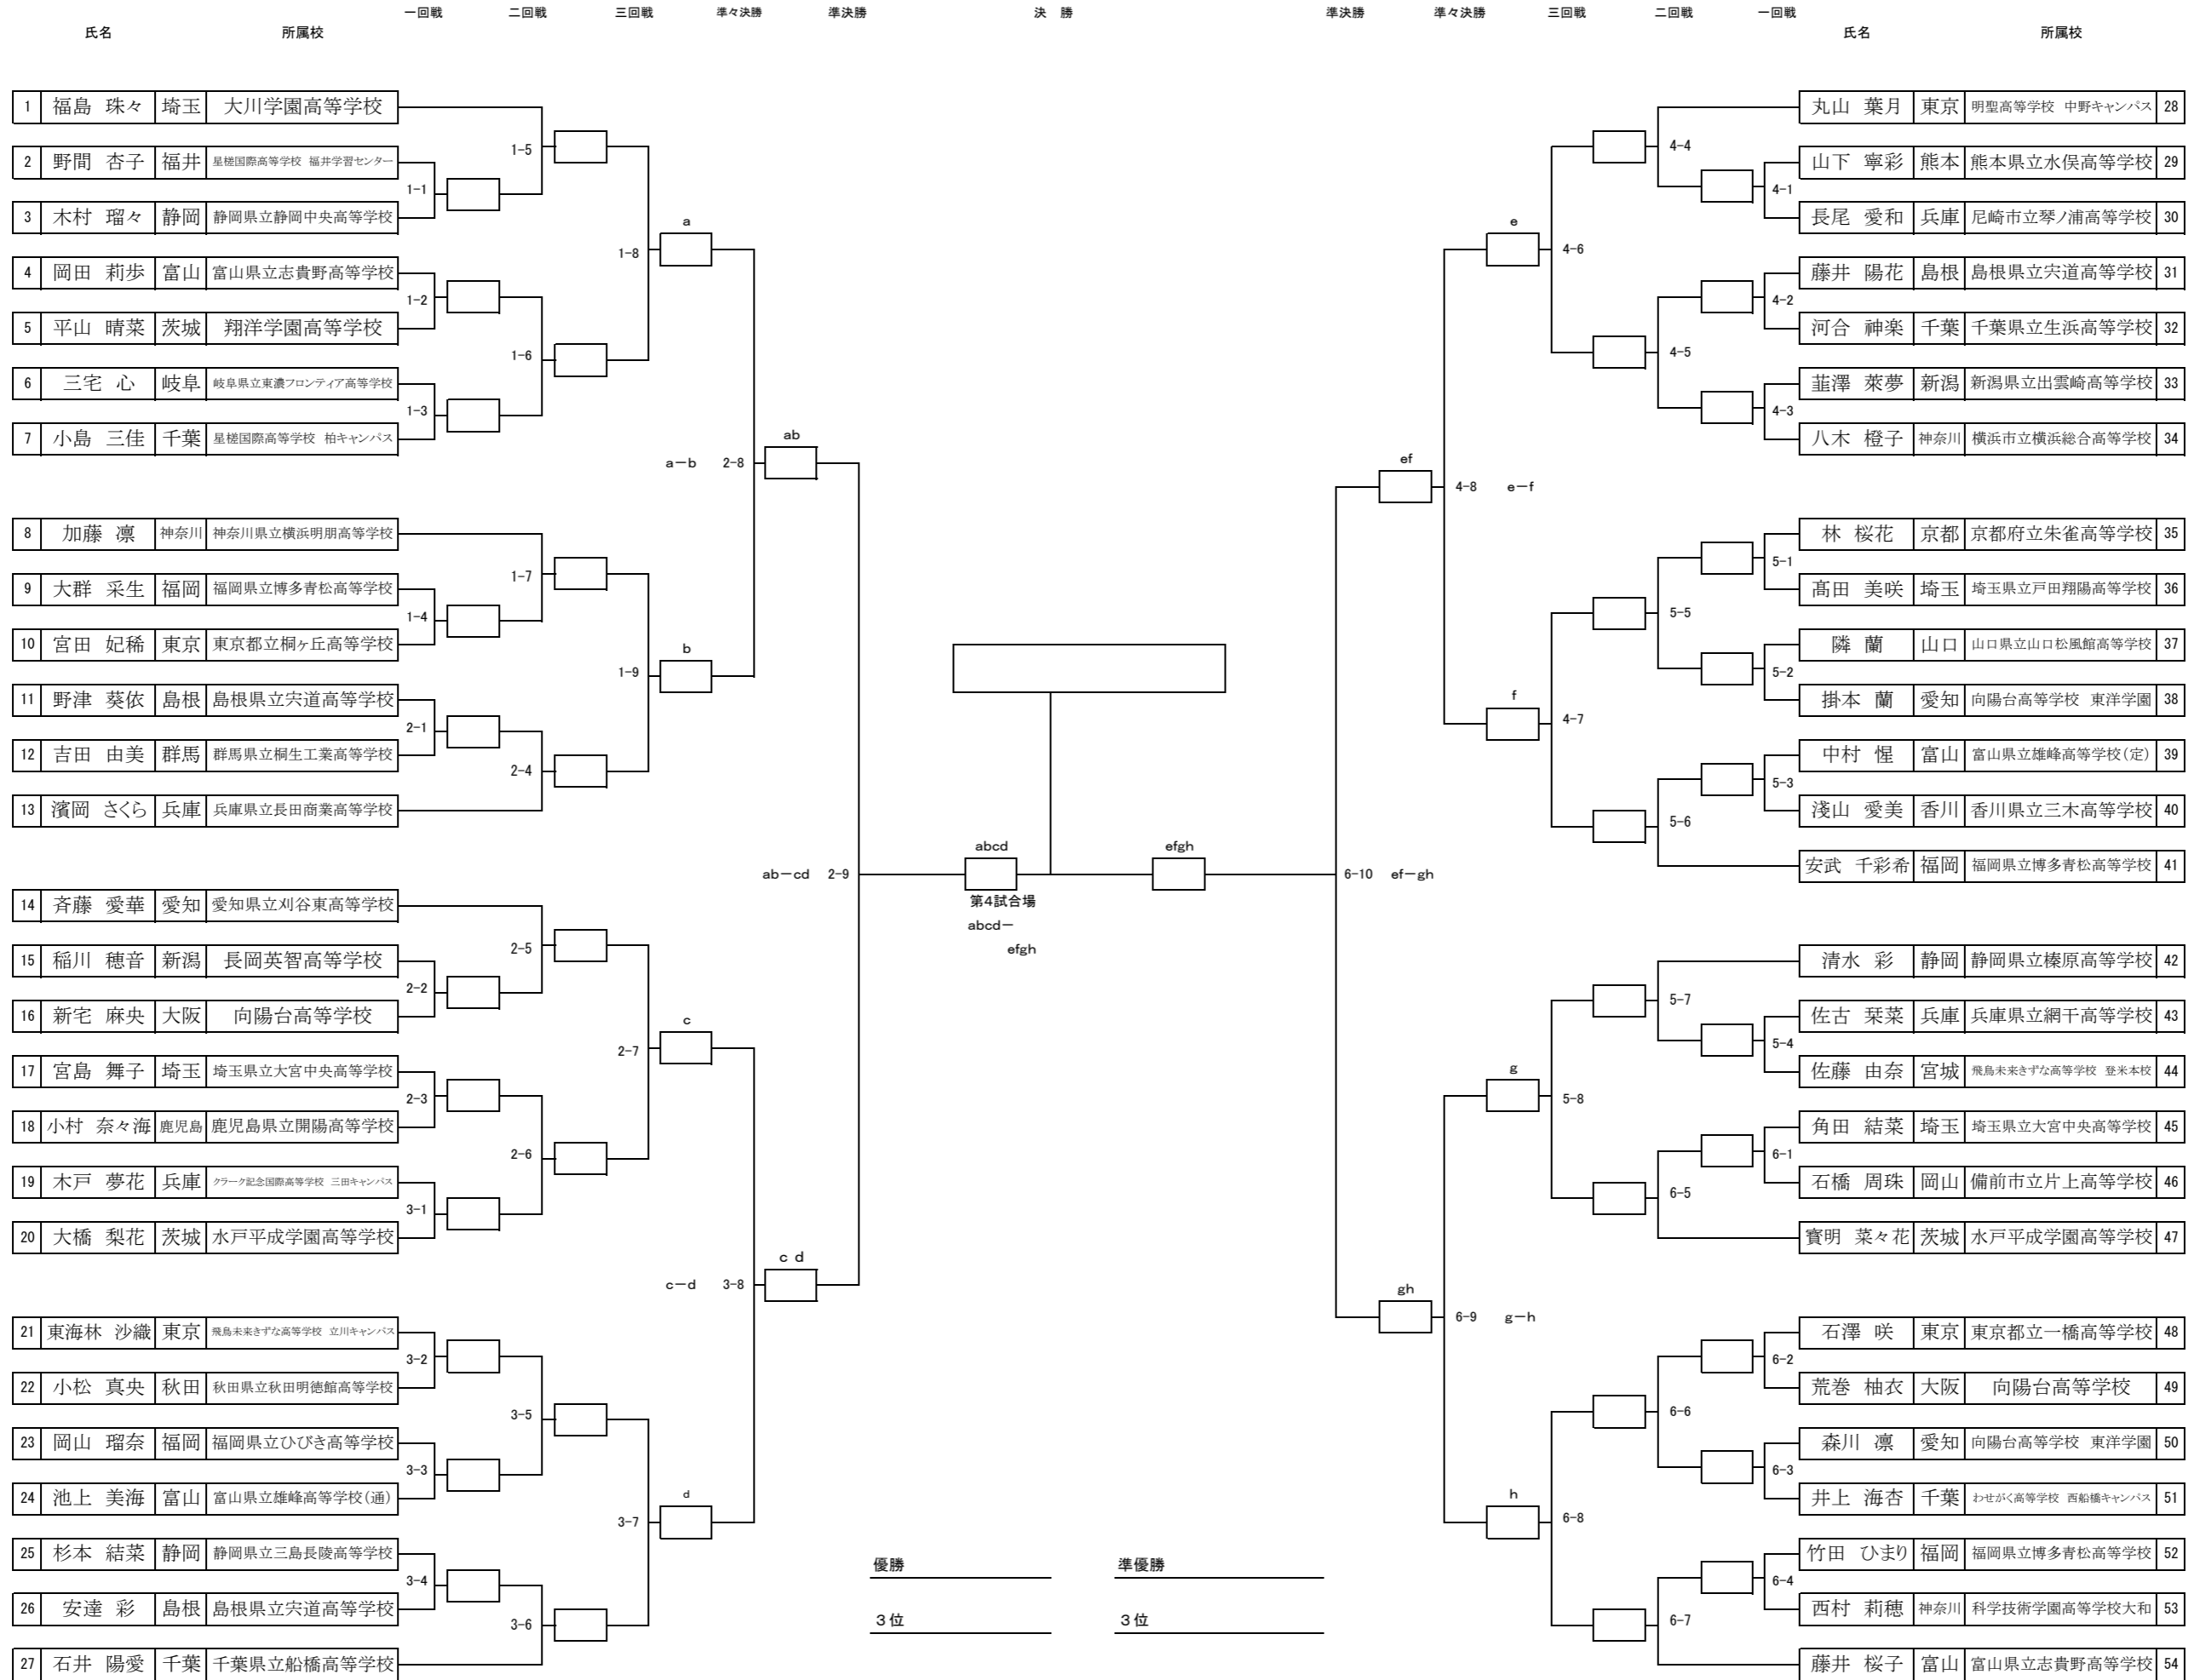 一回戦 二回戦 三回戦 準々決勝 準決勝 決 勝 準決勝 準々決勝 三回戦 二回戦 一回戦
氏名 所属校 氏名 所属校
1 福島 珠々 埼玉 大川学園高等学校
2 野間 杏子 福井 星槎国際高等学校 福井学習センター
3 木村 瑠々 静岡 静岡県立静岡中央高等学校
4 岡田 莉歩 富山 富山県立志貴野高等学校
5 平山 晴菜 茨城 翔洋学園高等学校
6 三宅 心 岐阜 岐阜県立東濃フロンティア高等学校
7 小島 三佳 千葉 星槎国際高等学校 柏キャンパス
8 加藤 凛 神奈川 神奈川県立横浜明朋高等学校
9 大群 采生 福岡 福岡県立博多青松高等学校
10 宮田 妃稀 東京 東京都立桐ヶ丘高等学校
11 野津 葵依 島根 島根県立宍道高等学校
12 吉田 由美 群馬 群馬県立桐生工業高等学校
13 濱岡 さくら 兵庫 兵庫県立長田商業高等学校
14 斉藤 愛華 愛知 愛知県立刈谷東高等学校
15 稲川 穂音 新潟 長岡英智高等学校
16 新宅 麻央 大阪 向陽台高等学校
17 宮島 舞子 埼玉 埼玉県立大宮中央高等学校
18 小村 奈々海 鹿児島 鹿児島県立開陽高等学校
19 木戸 夢花 兵庫 クラーク記念国際高等学校 三田キャンパス
20 大橋 梨花 茨城 水戸平成学園高等学校
21 東海林 沙織 東京 飛鳥未来きずな高等学校 立川キャンパス
22 小松 真央 秋田 秋田県立秋田明徳館高等学校
23 岡山 瑠奈 福岡 福岡県立ひびき高等学校
24 池上 美海 富山 富山県立雄峰高等学校(通)
25 杉本 結菜 静岡 静岡県立三島長陵高等学校
26 安達 彩 島根 島根県立宍道高等学校
27 石井 陽愛 千葉 千葉県立船橋高等学校
1-1
1-2
1-3
1-4
2-1
2-2
2-3
3-1
3-2
3-3
3-4
1-5
1-6
1-7
2-4
2-5
2-6
3-5
3-6
1-8
1-9
2-7
3-7
a
b
c
d
a－b 2-8
c－d 3-8
ab
c d
ab－cd 2-9
abcd
第4試合場
abcd－
efgh
efgh
6-10 ef－gh
ef
gh
4-8 e－f
6-9 g－h
e
f
g
h
4-6
4-7
5-8
6-8
4-4
4-5
5-5
5-6
5-7
6-5
6-6
6-7
4-1
4-2
4-3
5-1
5-2
5-3
5-4
6-1
6-2
6-3
6-4
丸山 葉月 東京 明聖高等学校 中野キャンパス 28
山下 寧彩 熊本 熊本県立水俣高等学校 29
長尾 愛和 兵庫 尼崎市立琴ノ浦高等学校 30
藤井 陽花 島根 島根県立宍道高等学校 31
河合 神楽 千葉 千葉県立生浜高等学校 32
韮澤 萊夢 新潟 新潟県立出雲崎高等学校 33
八木 橙子 神奈川 横浜市立横浜総合高等学校 34
林 桜花 京都 京都府立朱雀高等学校 35
髙田 美咲 埼玉 埼玉県立戸田翔陽高等学校 36
隣 蘭 山口 山口県立山口松風館高等学校 37
掛本 蘭 愛知 向陽台高等学校 東洋学園 38
中村 惺 富山 富山県立雄峰高等学校(定) 39
淺山 愛美 香川 香川県立三木高等学校 40
安武 千彩希 福岡 福岡県立博多青松高等学校 41
清水 彩 静岡 静岡県立榛原高等学校 42
佐古 栞菜 兵庫 兵庫県立網干高等学校 43
佐藤 由奈 宮城 飛鳥未来きずな高等学校 登米本校 44
角田 結菜 埼玉 埼玉県立大宮中央高等学校 45
石橋 周珠 岡山 備前市立片上高等学校 46
寳明 菜々花 茨城 水戸平成学園高等学校 47
石澤 咲 東京 東京都立一橋高等学校 48
荒巻 柚衣 大阪 向陽台高等学校 49
森川 凛 愛知 向陽台高等学校 東洋学園 50
井上 海杏 千葉 わせがく高等学校 西船橋キャンパス 51
竹田 ひまり 福岡 福岡県立博多青松高等学校 52
西村 莉穂 神奈川 科学技術学園高等学校大和 53
藤井 桜子 富山 富山県立志貴野高等学校 54
優勝 準優勝
3位 3位